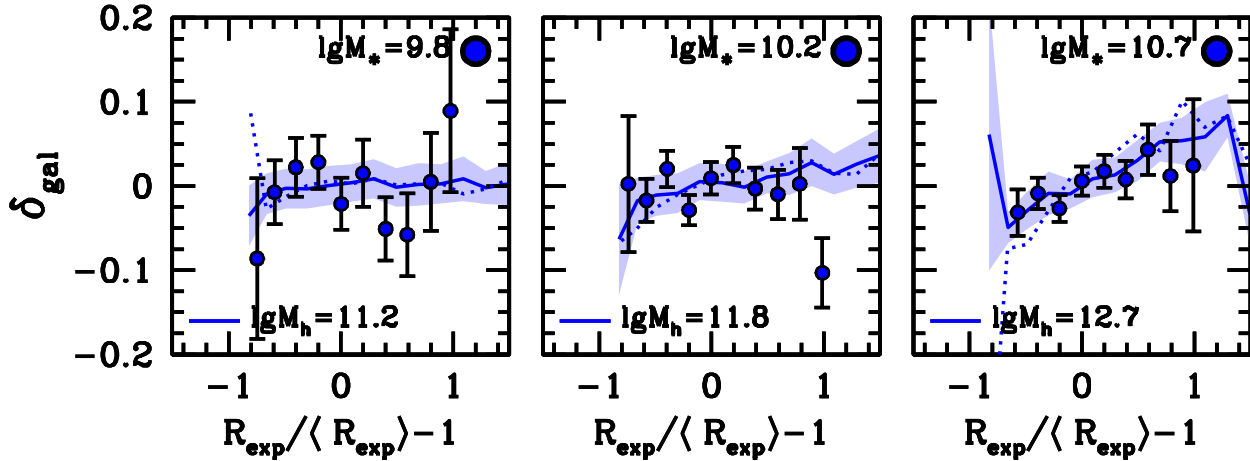 0.2
0.1
0
−0.1
−0.2
δgal
lgM*=9.8
lgMh=11.2
−1 0 1
Rexp/⟨Rexp⟩−1
lgM*=10.2
lgMh=11.8
−1 0 1
Rexp/⟨Rexp⟩−1
lgM*=10.7
lgMh=12.7
−1 0 1
Rexp/⟨Rexp⟩−1